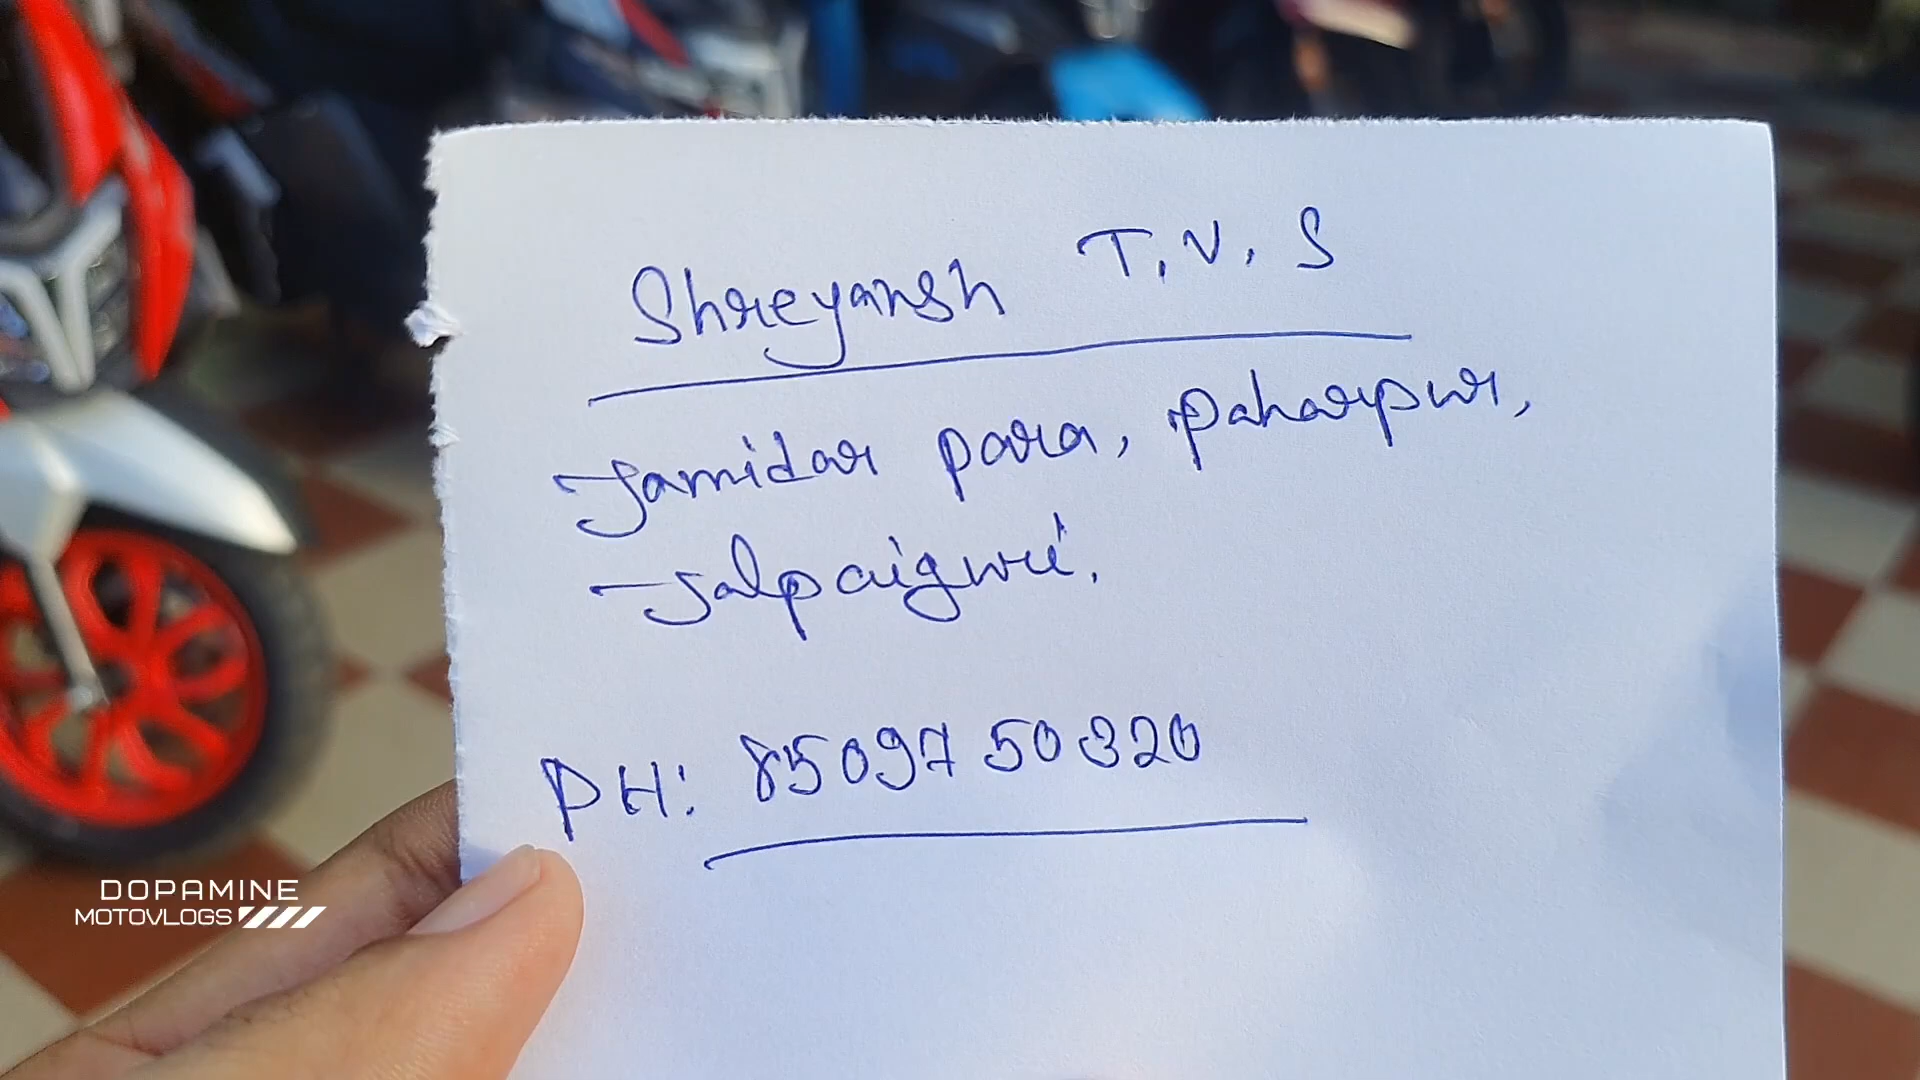 Shreyansh T.V.S
Jamidar para, paharpur,
Jalpaiguri.
PH: 8509750320
DOPAMINE
MOTOVLOGS